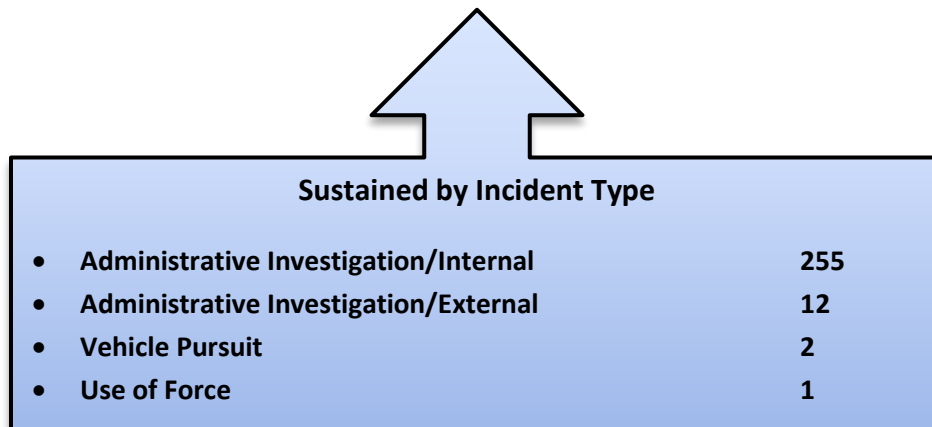 Sustained by Incident Type
• Administrative Investigation/Internal 255
• Administrative Investigation/External 12
• Vehicle Pursuit 2
• Use of Force 1